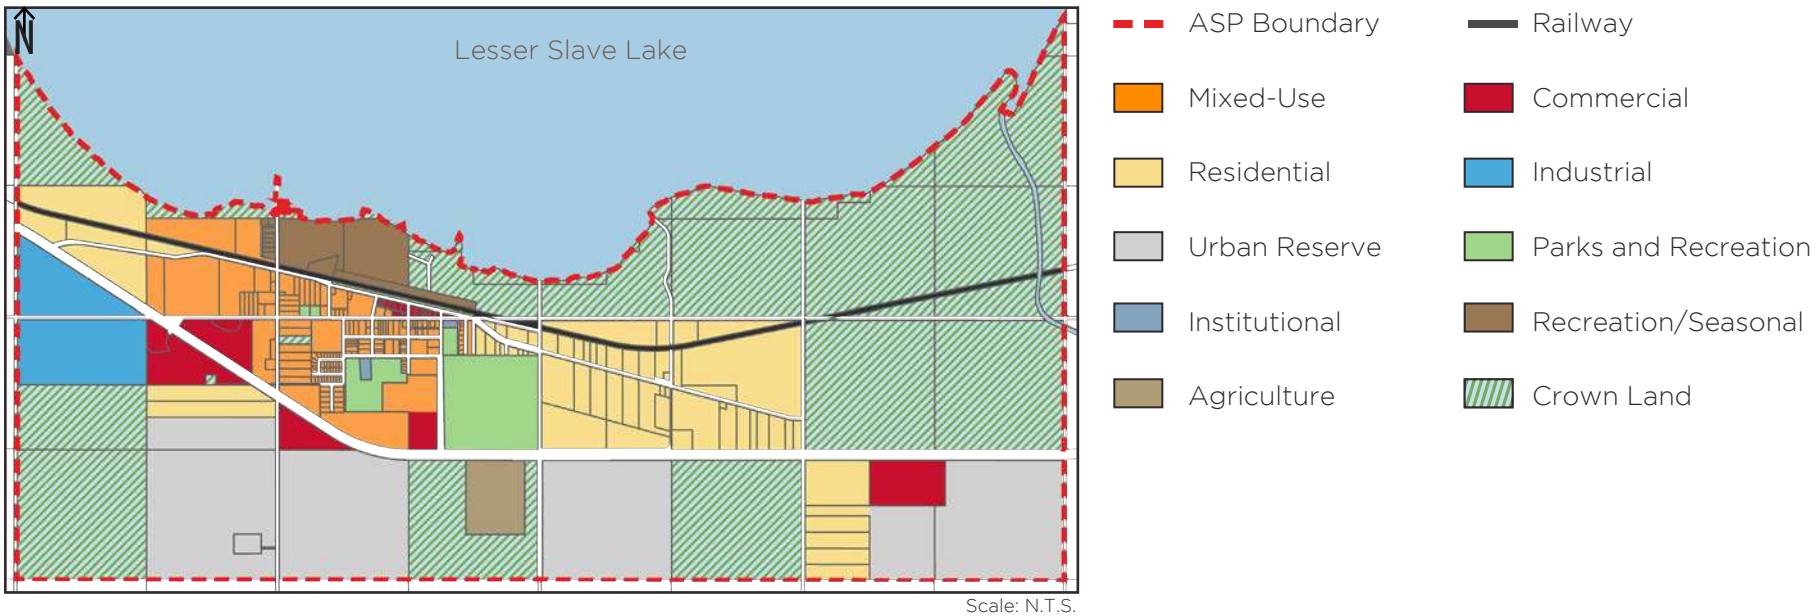 N
Lesser Slave Lake
ASP Boundary
Railway
Mixed-Use
Commercial
Residential
Industrial
Urban Reserve
Parks and Recreation
Institutional
Recreation/Seasonal
Agriculture
Crown Land
Scale: N.T.S.